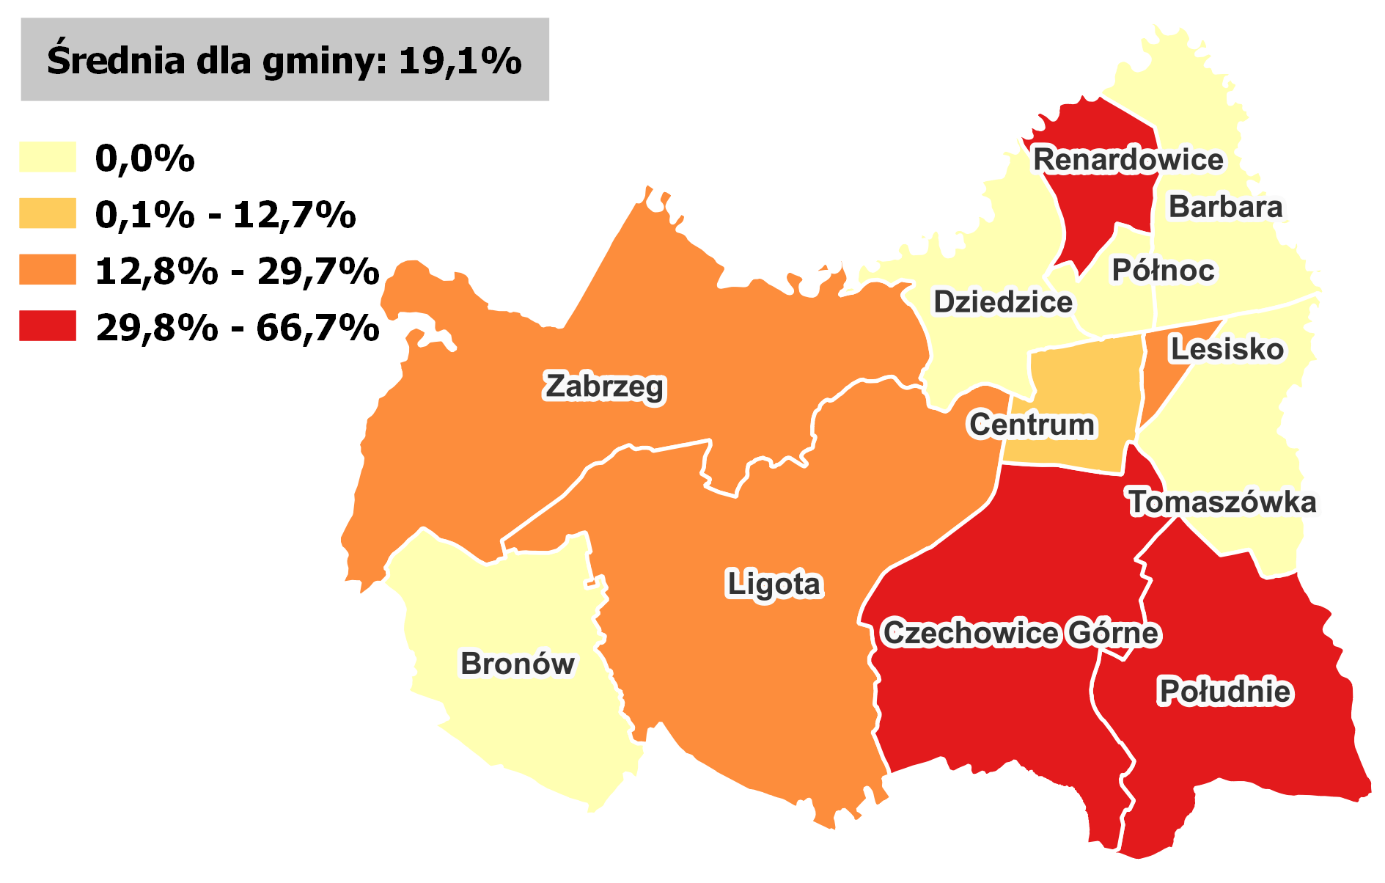 Średnia dla gminy: 19,1%
0,0%
0,1% - 12,7%
12,8% - 29,7%
29,8% - 66,7%
Renardowice
Barbara
Północ
Dziedzice
Lesisko
Zabrzeg
Centrum
Tomaszówka
Ligota
Czechowice Górne
Bronów
Południe